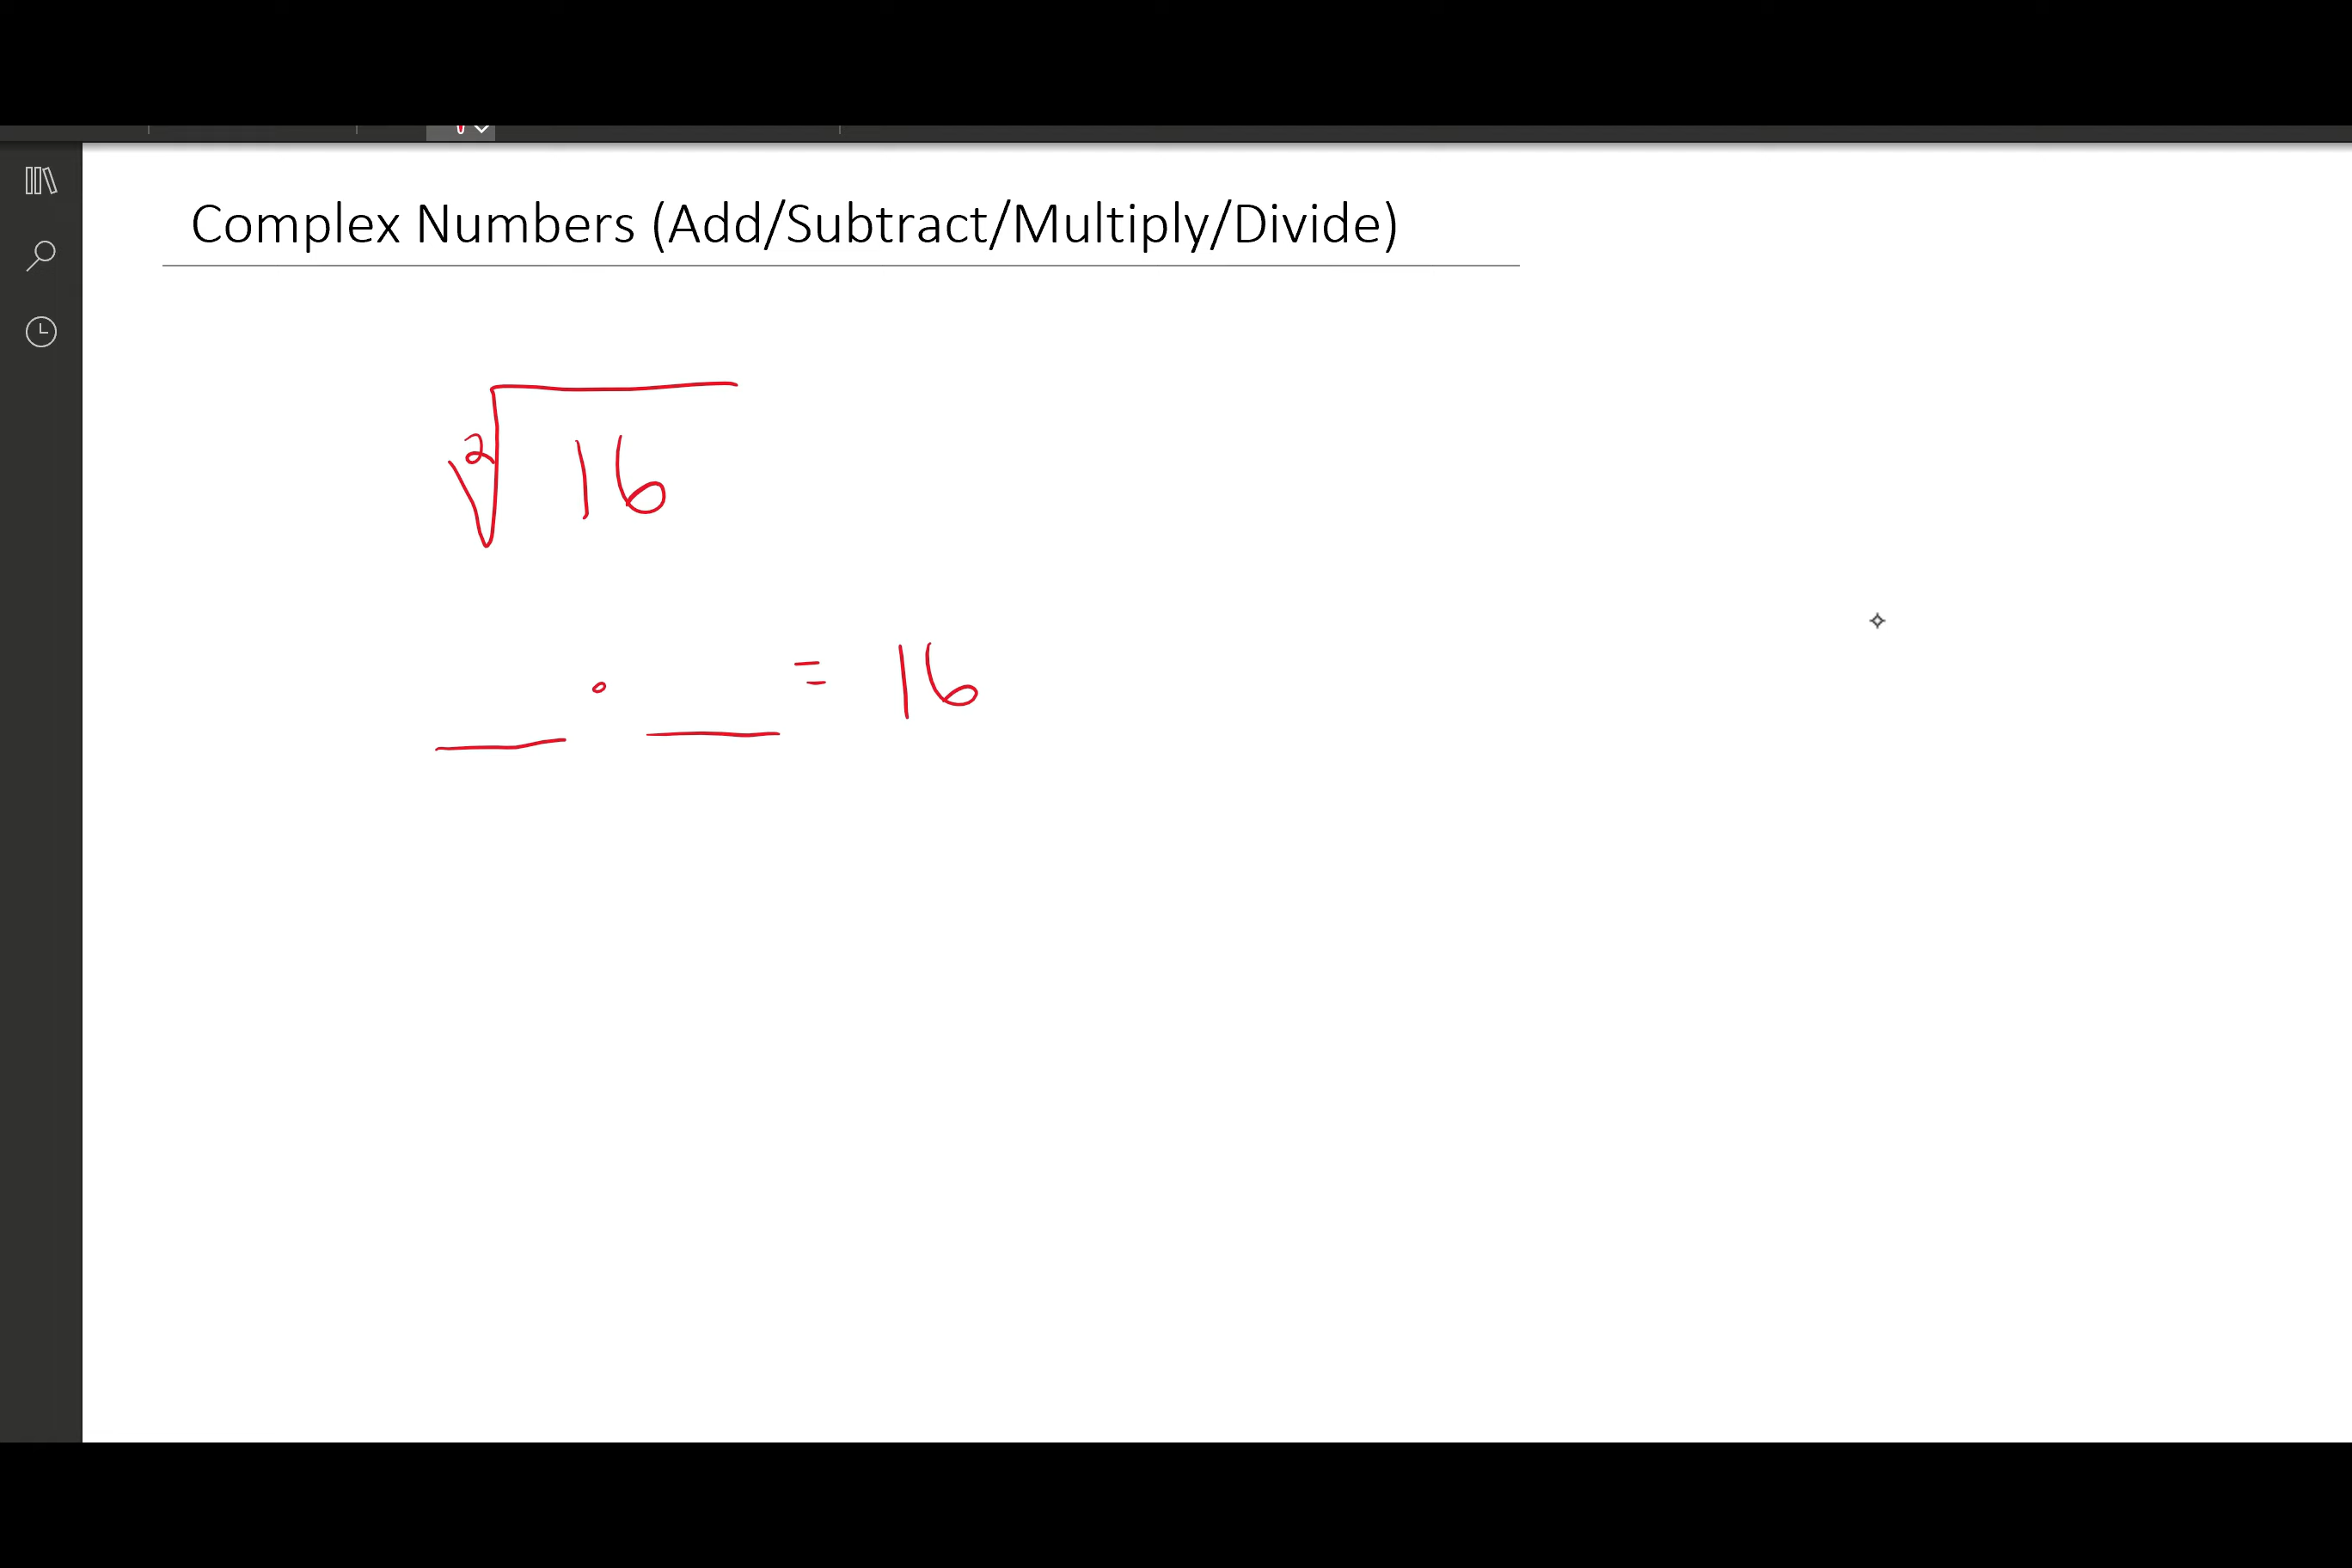 Complex Numbers (Add/Subtract/Multiply/Divide)
²√16
___ · ___ = 16